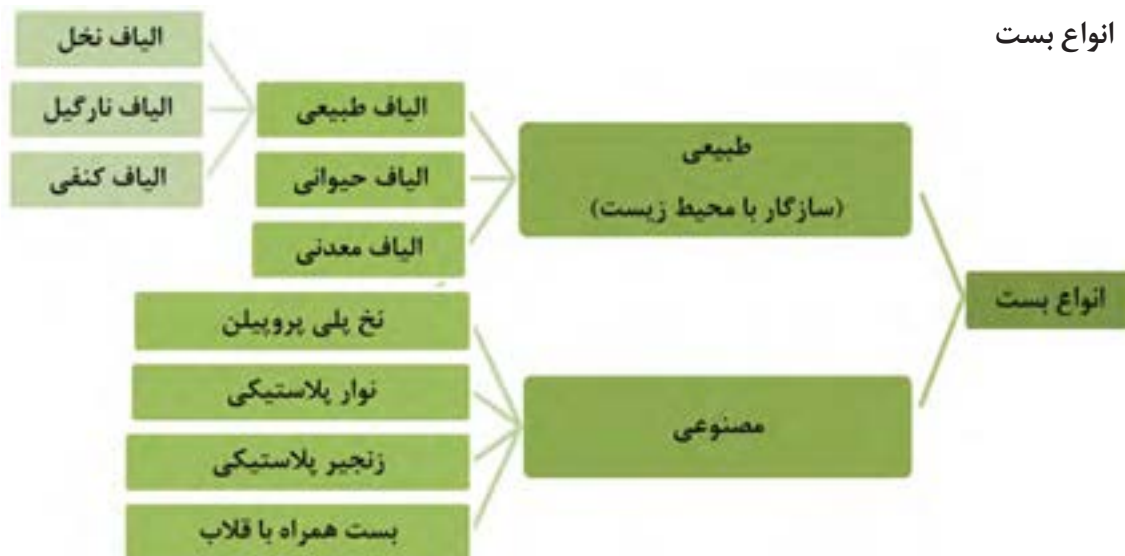 انواع بست
انواع بست
طبیعی
(سازگار با محیط زیست)
الیاف طبیعی
الیاف نخل
الیاف نارگیل
الیاف کنفی
الیاف حیوانی
الیاف معدنی
مصنوعی
نخ پلی پروپیلن
نوار پلاستیکی
زنجیر پلاستیکی
بست همراه با قلاب